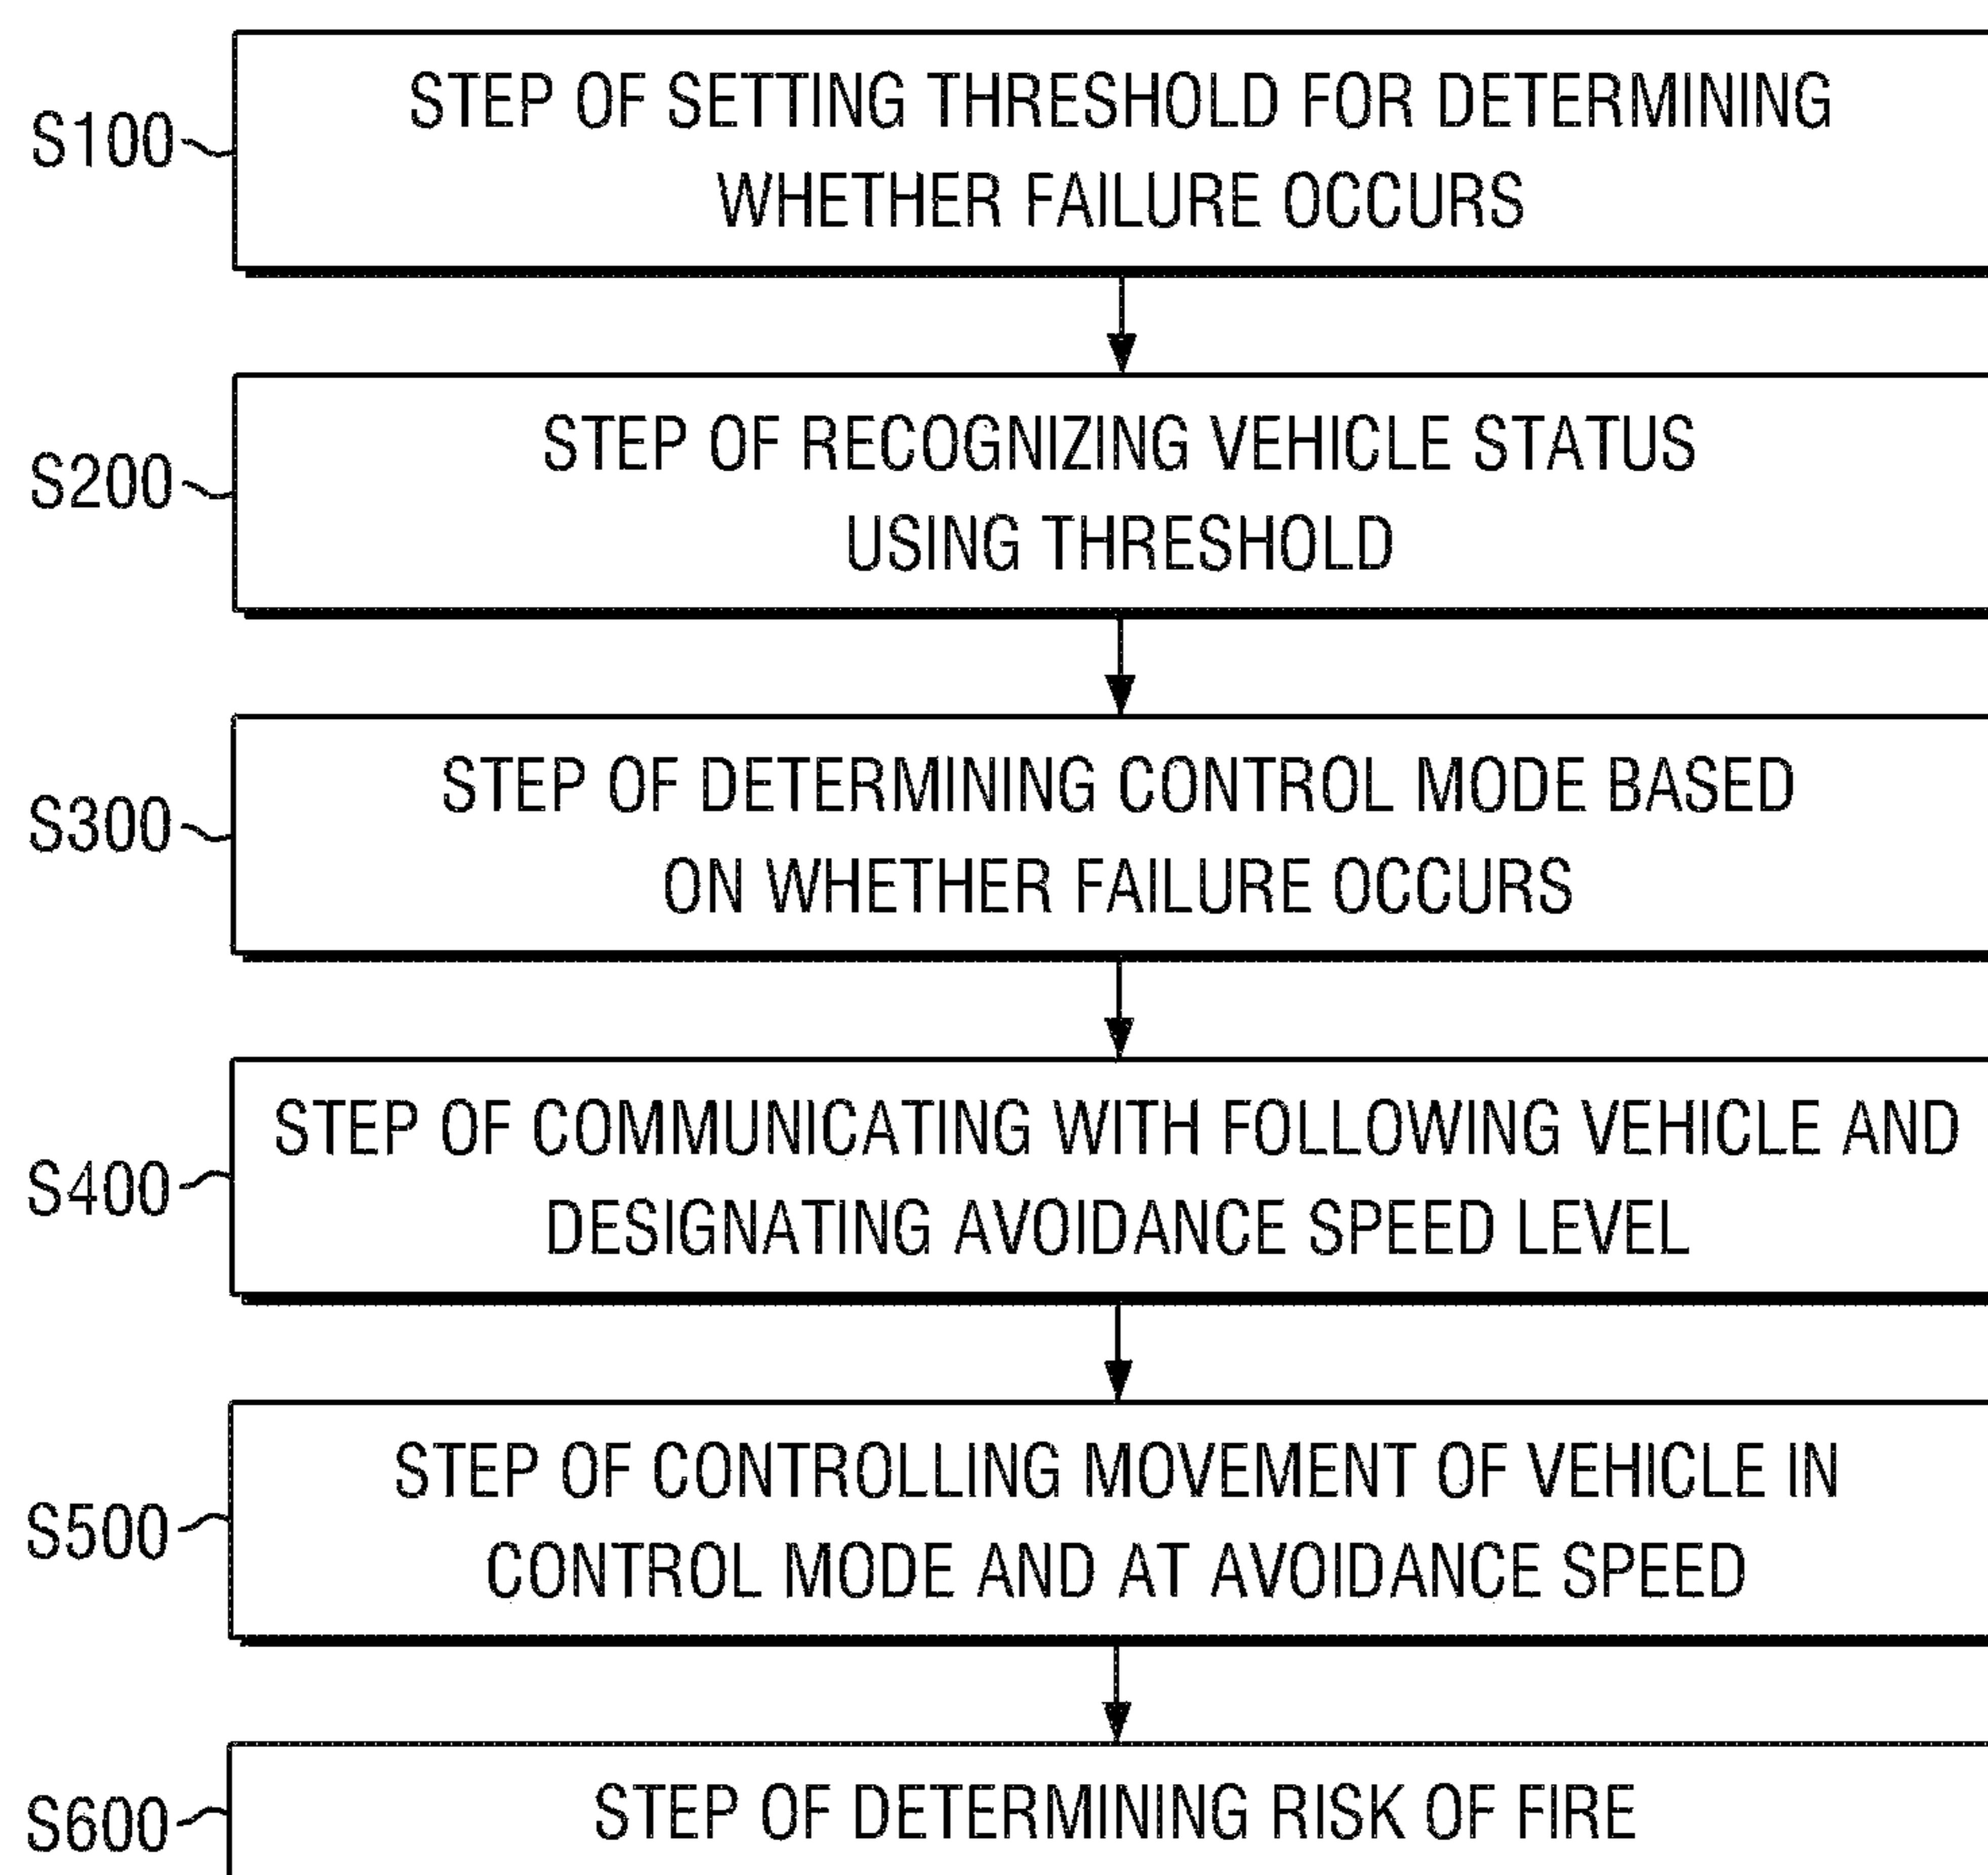 S100
STEP OF SETTING THRESHOLD FOR DETERMINING
WHETHER FAILURE OCCURS
S200
STEP OF RECOGNIZING VEHICLE STATUS
USING THRESHOLD
S300
STEP OF DETERMINING CONTROL MODE BASED
ON WHETHER FAILURE OCCURS
S400
STEP OF COMMUNICATING WITH FOLLOWING VEHICLE AND
DESIGNATING AVOIDANCE SPEED LEVEL
S500
STEP OF CONTROLLING MOVEMENT OF VEHICLE IN
CONTROL MODE AND AT AVOIDANCE SPEED
S600
STEP OF DETERMINING RISK OF FIRE